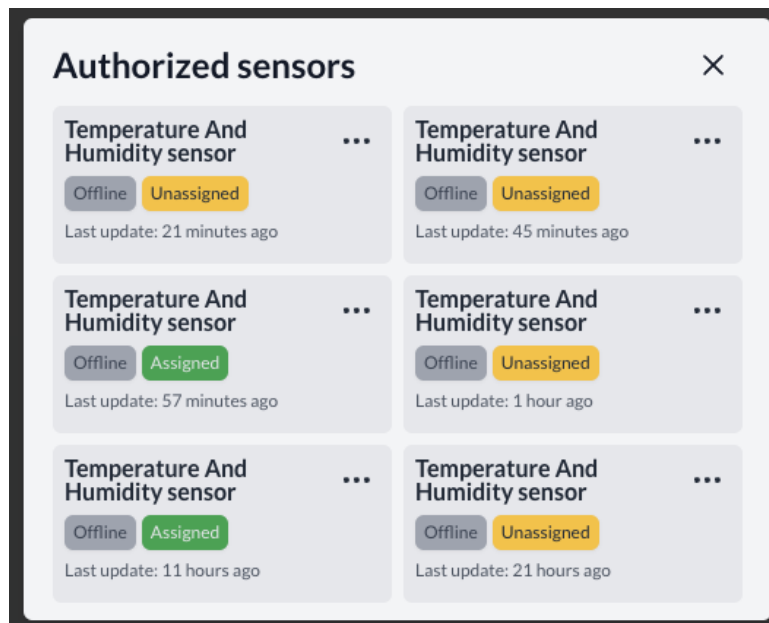 Authorized sensors
Temperature And
Humidity sensor
Offline Unassigned
Last update: 21 minutes ago
Temperature And
Humidity sensor
Offline Unassigned
Last update: 45 minutes ago
Temperature And
Humidity sensor
Offline Assigned
Last update: 57 minutes ago
Temperature And
Humidity sensor
Offline Unassigned
Last update: 1 hour ago
Temperature And
Humidity sensor
Offline Assigned
Last update: 11 hours ago
Temperature And
Humidity sensor
Offline Unassigned
Last update: 21 hours ago